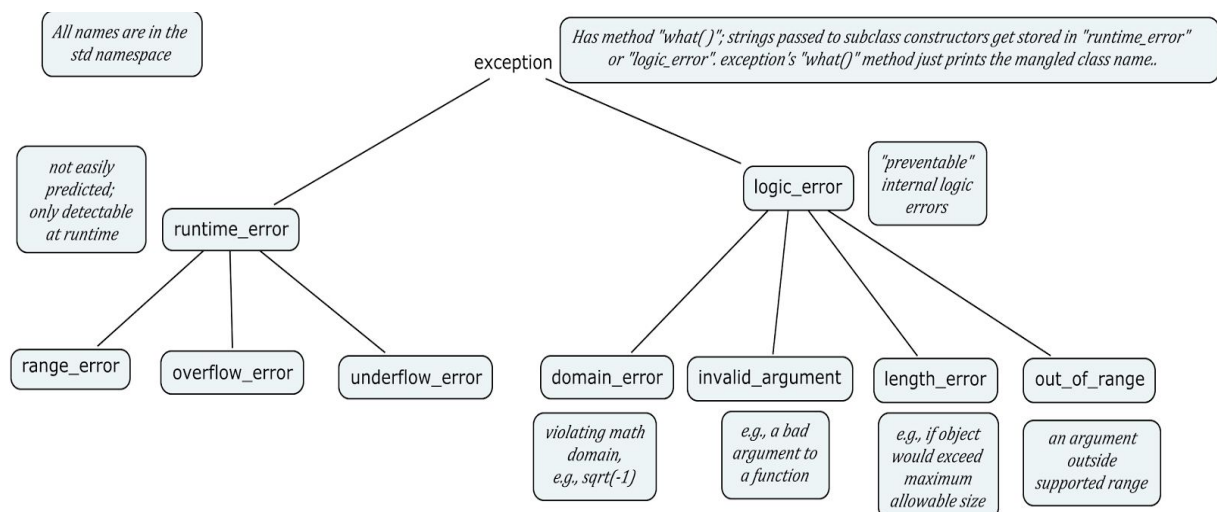 All names are in the
std namespace
exception
Has method "what( )"; strings passed to subclass constructors get stored in "runtime_error"
or "logic_error". exception's "what()" method just prints the mangled class name..
not easily
predicted;
only detectable
at runtime
runtime_error
logic_error
"preventable"
internal logic
errors
range_error
overflow_error
underflow_error
domain_error
invalid_argument
length_error
out_of_range
violating math
domain,
e.g., sqrt(-1)
e.g., a bad
argument to
a function
e.g., if object
would exceed
maximum
allowable size
an argument
outside
supported range